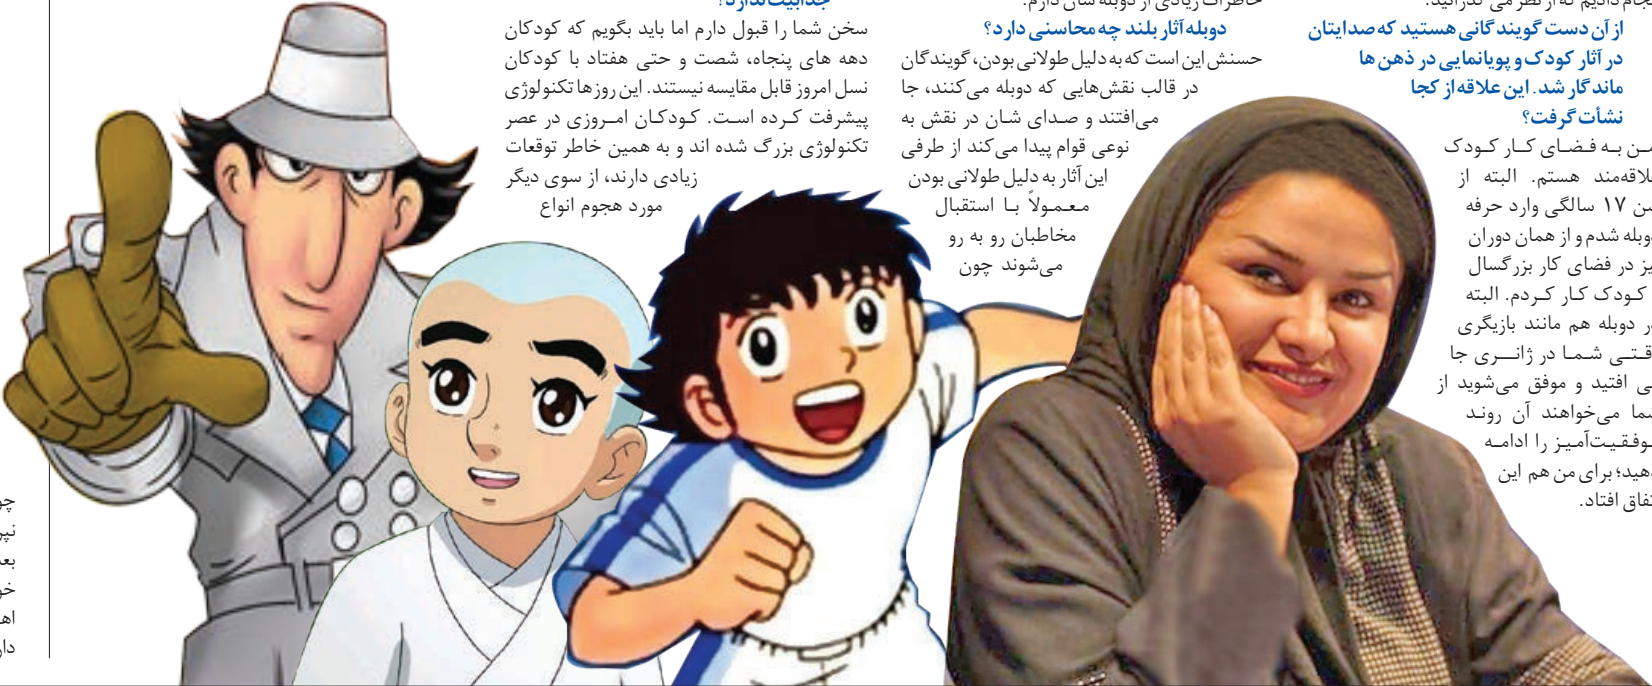 از آن دست گویندگانی هستید که صدایتان
در آثار کودک و پویانمایی در ذهن ها
ماندگار شد. این علاقه از کجا
نشأت گرفت؟
به فضای کار کودک
هستم. البته از
۱۷ سالگی وارد حرفه
شدم و از همان دوران
در فضای کار بزرگسال
کودک کار کردم. البته
دوبله هم مانند بازیگری
شما در ژانری جا
افتید و موفق می‌شوید از
می‌خواهند آن روند
را ادامه
برای من هم این
افتاد.
خاطرات زیادی از دوبله شان دارم.
دوبله آثار بلند چه محاسنی دارد؟
حسنش این است که به دلیل طولانی بودن، گویندگان
در قالب نقش‌هایی که دوبله می‌کنند، جا
می‌افتند و صدای شان در نقش به
نوعی قوام پیدا می‌کند از طرفی
این آثار به دلیل طولانی بودن
معمولاً با استقبال
مخاطبان رو به رو
می‌شوند چون
جذابیت ندارد؟
سخن شما را قبول دارم اما باید بگویم که کودکان
دهه های پنجاه، شصت و حتی هفتاد با کودکان
نسل امروز قابل مقایسه نیستند. این روزها تکنولوژی
پیشرفت کرده است. کودکان امروزی در عصر
تکنولوژی بزرگ شده اند و به همین خاطر توقعات
زیادی دارند، از سوی دیگر
مورد هجوم انواع